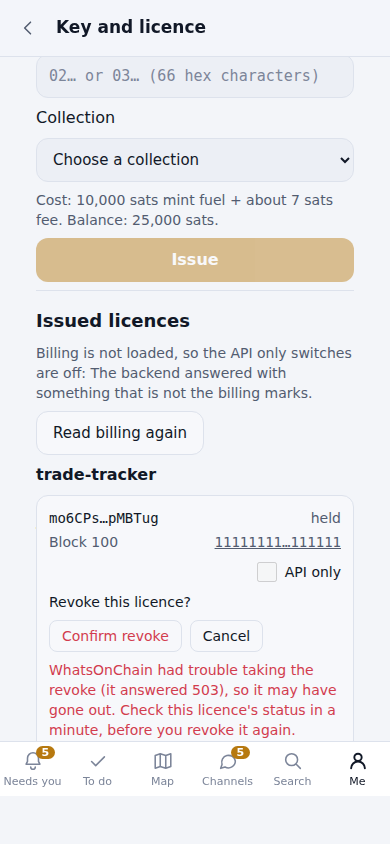 Key and licence
02… or 03… (66 hex characters)
Collection
Choose a collection
Cost: 10,000 sats mint fuel + about 7 sats
fee. Balance: 25,000 sats.
Issue
Issued licences
Billing is not loaded, so the API only switches
are off: The backend answered with
something that is not the billing marks.
Read billing again
trade-tracker
mo6CPs…pMBTug held
Block 100 11111111…111111
API only
Revoke this licence?
Confirm revoke Cancel
WhatsOnChain had trouble taking the
revoke (it answered 503), so it may have
gone out. Check this licence's status in a
minute, before you revoke it again.
5 5
Needs you To do Map Channels Search Me